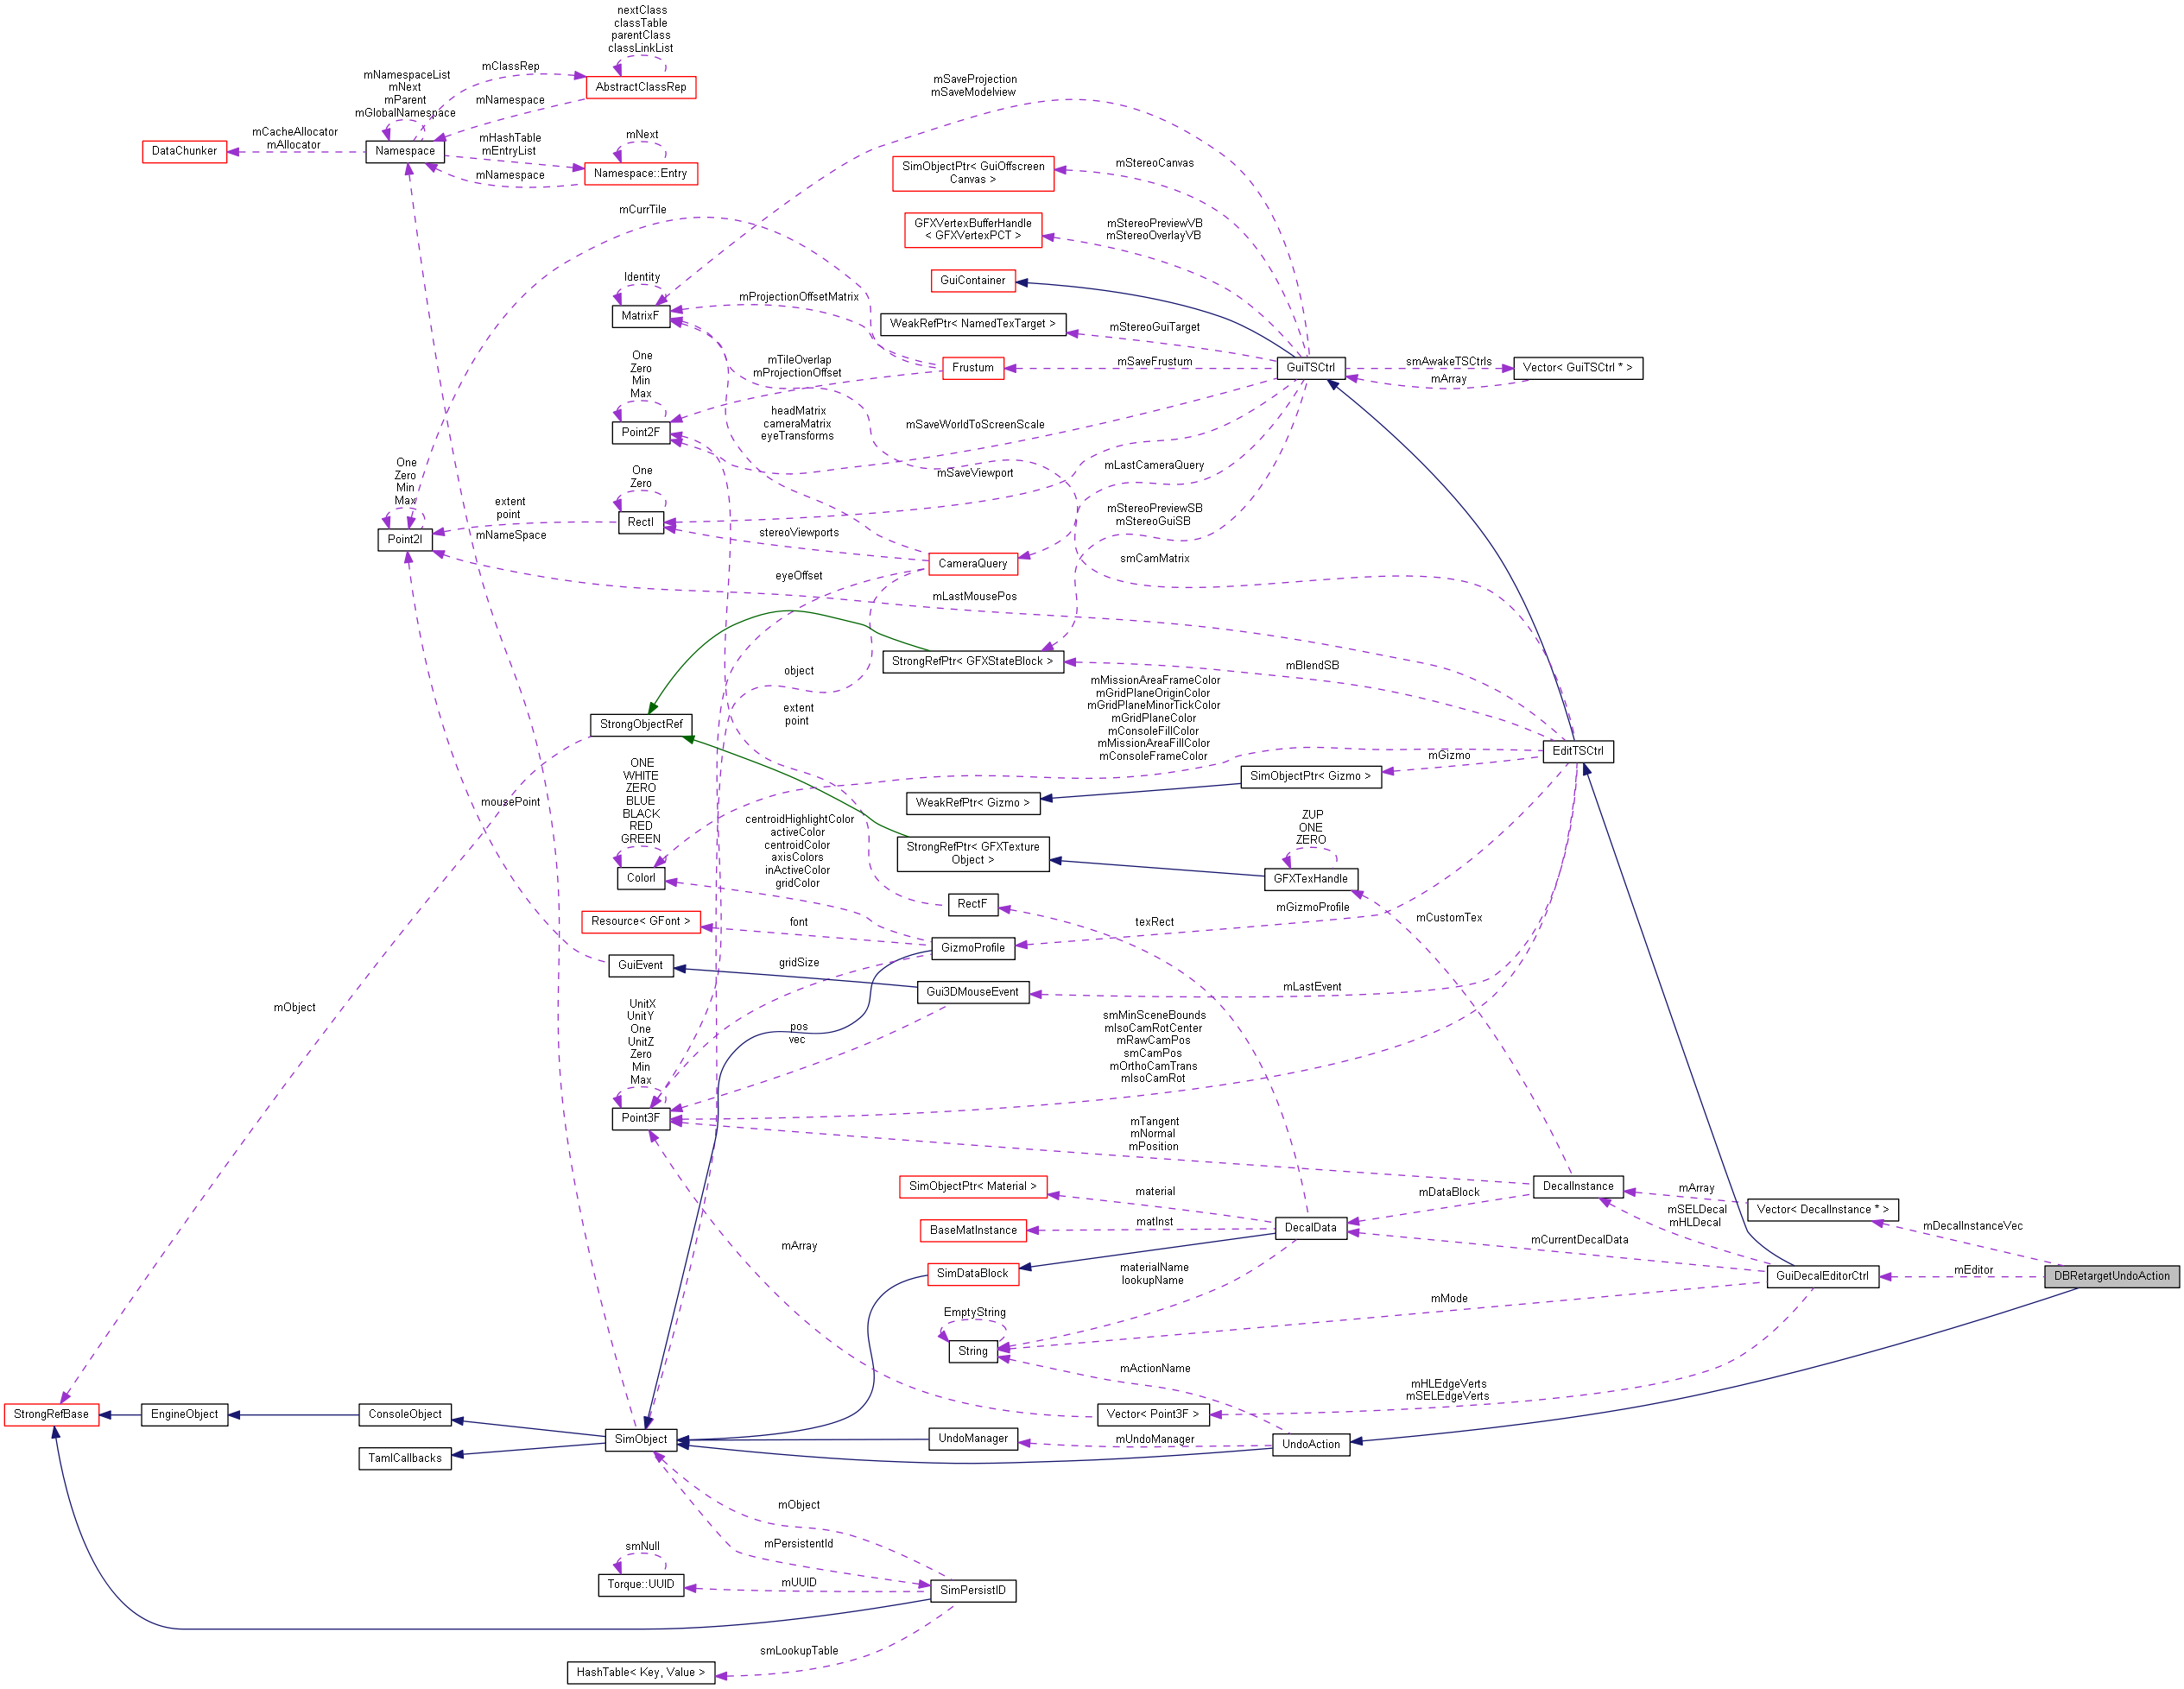 nextClass
classTable
parentClass
classLinkList
AbstractClassRep
mClassRep
mNamespace
mNamespaceList
mNext
mParent
mGlobalNamespace
mCacheAllocator
mAllocator
DataChunker
Namespace
mHashTable
mEntryList
mNamespace
mNext
Namespace::Entry
mSaveProjection
mSaveModelview
SimObjectPtr< GuiOffscreen
Canvas >
mStereoCanvas
mCurrTile
GFXVertexBufferHandle
< GFXVertexPCT >
mStereoPreviewVB
mStereoOverlayVB
GuiContainer
Identity
MatrixF
mProjectionOffsetMatrix
WeakRefPtr< NamedTexTarget >
mStereoGuiTarget
One
Zero
Min
Max
Point2F
mTileOverlap
mProjectionOffset
Frustum
mSaveFrustum
GuiTSCtrl
smAwakeTSCtrls
mArray
Vector< GuiTSCtrl * >
headMatrix
cameraMatrix
eyeTransforms
mSaveWorldToScreenScale
One
Zero
Min
Max
Point2I
extent
point
mNameSpace
One
Zero
RectI
mSaveViewport
mLastCameraQuery
mStereoPreviewSB
mStereoGuiSB
stereoViewports
CameraQuery
smCamMatrix
eyeOffset
mLastMousePos
object
extent
point
StrongRefPtr< GFXStateBlock >
mBlendSB
StrongObjectRef
mMissionAreaFrameColor
mGridPlaneOriginColor
mGridPlaneMinorTickColor
mGridPlaneColor
mConsoleFillColor
mMissionAreaFillColor
mConsoleFrameColor
EditTSCtrl
mGizmo
SimObjectPtr< Gizmo >
WeakRefPtr< Gizmo >
mousePoint
ONE
WHITE
ZERO
BLUE
BLACK
RED
GREEN
ColorI
centroidHighlightColor
activeColor
centroidColor
axisColors
inActiveColor
gridColor
StrongRefPtr< GFXTexture
Object >
ZUP
ONE
ZERO
GFXTexHandle
RectF
Resource< GFont >
font
texRect
mGizmoProfile
mCustomTex
GizmoProfile
GuiEvent
gridSize
Gui3DMouseEvent
mLastEvent
mObject
UnitX
UnitY
One
UnitZ
Zero
Min
Max
Point3F
pos
vec
smMinSceneBounds
mIsoCamRotCenter
mRawCamPos
smCamPos
mOrthoCamTrans
mIsoCamRot
mTangent
mNormal
mPosition
SimObjectPtr< Material >
material
BaseMatInstance
matInst
DecalData
mDataBlock
DecalInstance
mArray
mSELDecal
mHLDecal
Vector< DecalInstance * >
mDecalInstanceVec
mArray
mCurrentDecalData
SimDataBlock
materialName
lookupName
GuiDecalEditorCtrl
mEditor
DBRetargetUndoAction
EmptyString
String
mMode
mActionName
mHLEdgeVerts
mSELEdgeVerts
Vector< Point3F >
StrongRefBase
EngineObject
ConsoleObject
TamlCallbacks
SimObject
UndoManager
mUndoManager
UndoAction
mObject
mPersistentId
smNull
Torque::UUID
mUUID
SimPersistID
smLookupTable
HashTable< Key, Value >